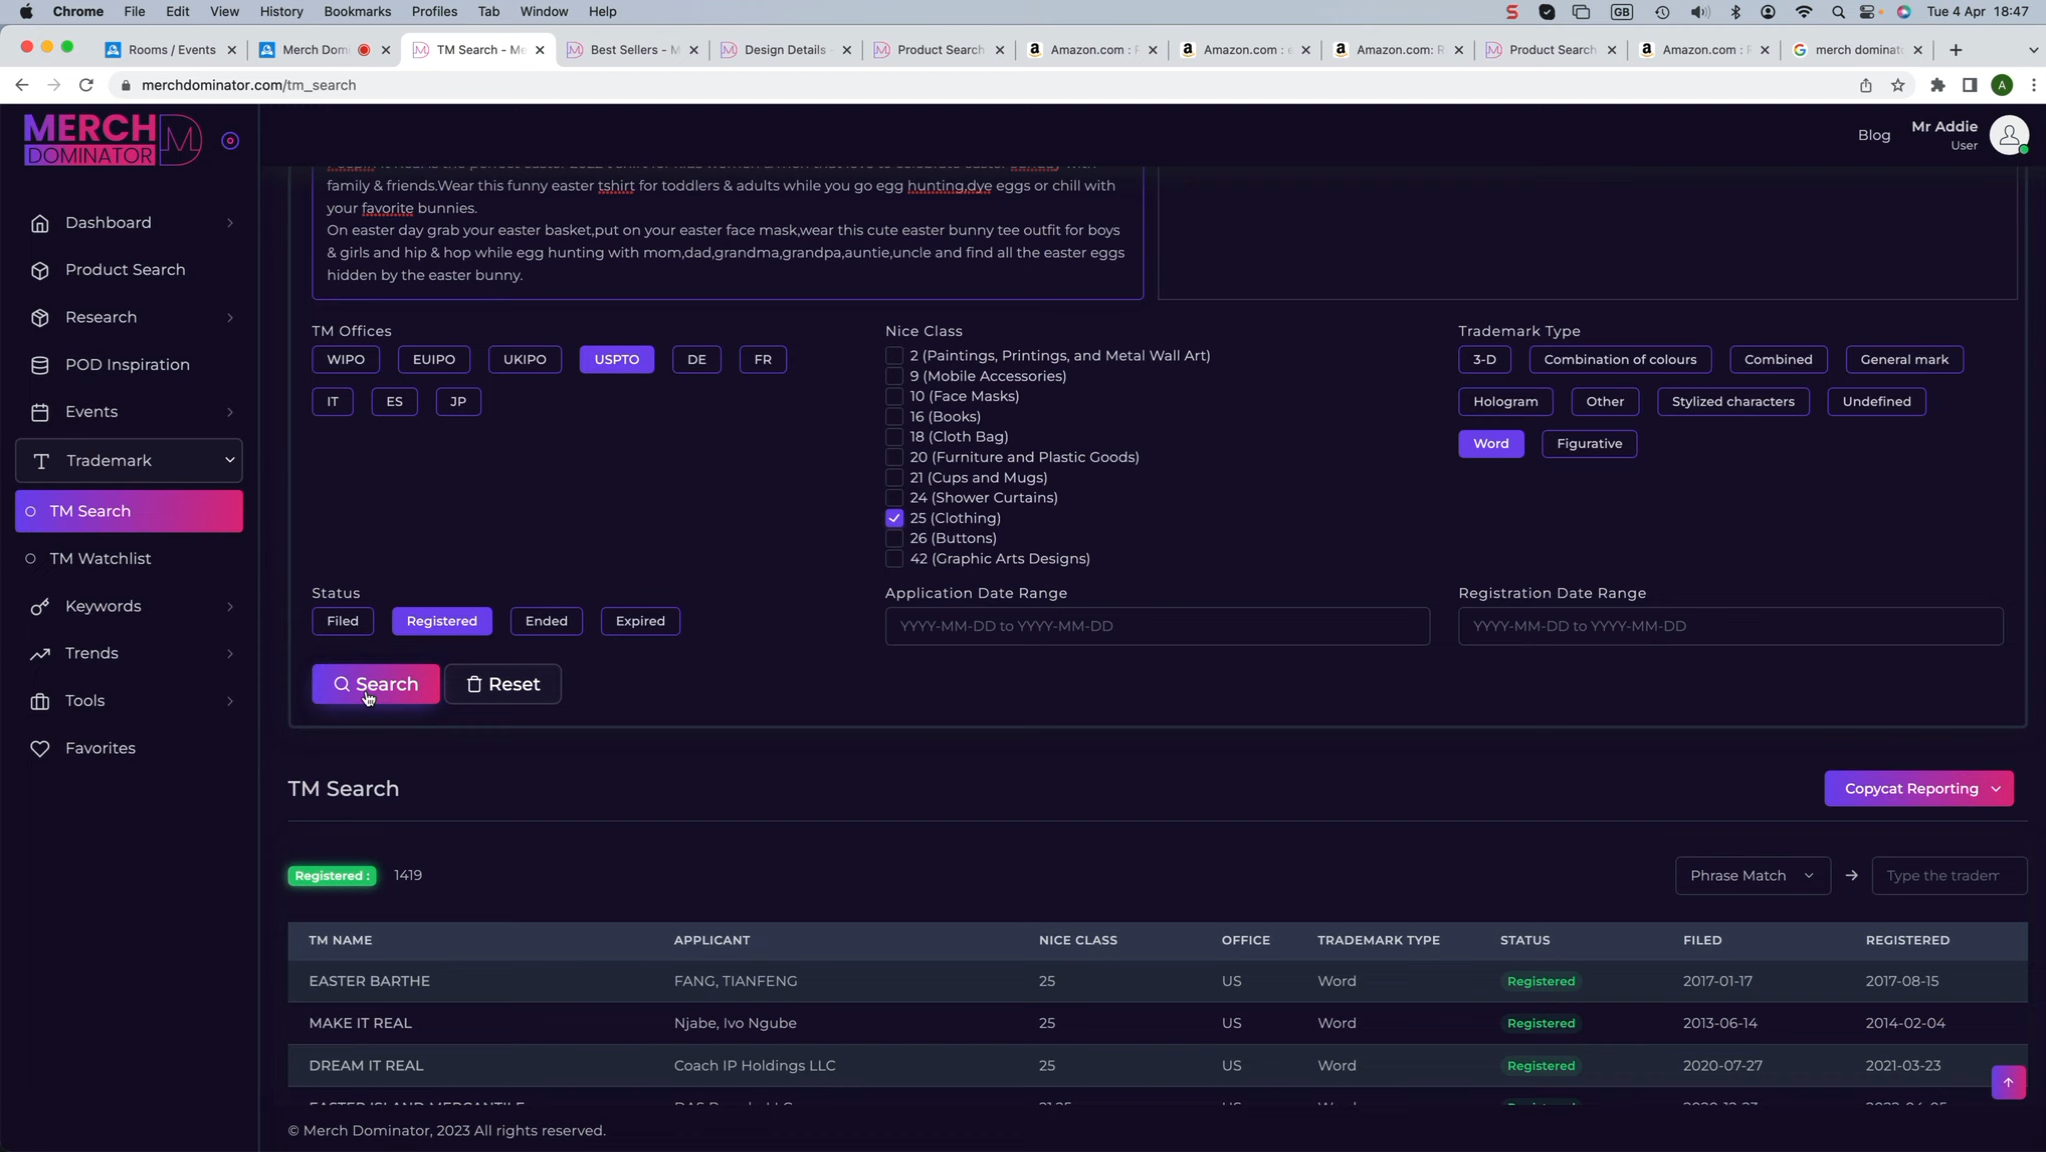 Chrome File Edit View History Bookmarks Profiles Tab Window Help
S GB Tue 4 Apr 18:47
Rooms / Events
Merch Dom
TM Search - Me
Best Sellers - M
Design Details
Product Search
Amazon.com :
Amazon.com :
Amazon.com:
Product Search
Amazon.com :
merch dominat
merchdominator.com/tm_search
A
MERCH
DOMINATOR
Blog
Mr Addie
User
Dashboard
Product Search
Research
POD Inspiration
Events
Trademark
TM Search
TM Watchlist
Keywords
Trends
Tools
Favorites
family & friends.Wear this funny easter tshirt for toddlers & adults while you go egg hunting,dye eggs or chill with
your favorite bunnies.
On easter day grab your easter basket,put on your easter face mask,wear this cute easter bunny tee outfit for boys
& girls and hip & hop while egg hunting with mom,dad,grandma,grandpa,auntie,uncle and find all the easter eggs
hidden by the easter bunny.
TM Offices
WIPO EUIPO UKIPO USPTO DE FR
IT ES JP
Nice Class
2 (Paintings, Printings, and Metal Wall Art)
9 (Mobile Accessories)
10 (Face Masks)
16 (Books)
18 (Cloth Bag)
20 (Furniture and Plastic Goods)
21 (Cups and Mugs)
24 (Shower Curtains)
25 (Clothing)
26 (Buttons)
42 (Graphic Arts Designs)
Trademark Type
3-D Combination of colours Combined General mark
Hologram Other Stylized characters Undefined
Word Figurative
Status
Filed Registered Ended Expired
Application Date Range
YYYY-MM-DD to YYYY-MM-DD
Registration Date Range
YYYY-MM-DD to YYYY-MM-DD
Search Reset
TM Search
Copycat Reporting
Registered : 1419
Phrase Match
Type the tradem
TM NAME APPLICANT NICE CLASS OFFICE TRADEMARK TYPE STATUS FILED REGISTERED
EASTER BARTHE FANG, TIANFENG 25 US Word Registered 2017-01-17 2017-08-15
MAKE IT REAL Njabe, Ivo Ngube 25 US Word Registered 2013-06-14 2014-02-04
DREAM IT REAL Coach IP Holdings LLC 25 US Word Registered 2020-07-27 2021-03-23
© Merch Dominator, 2023 All rights reserved.